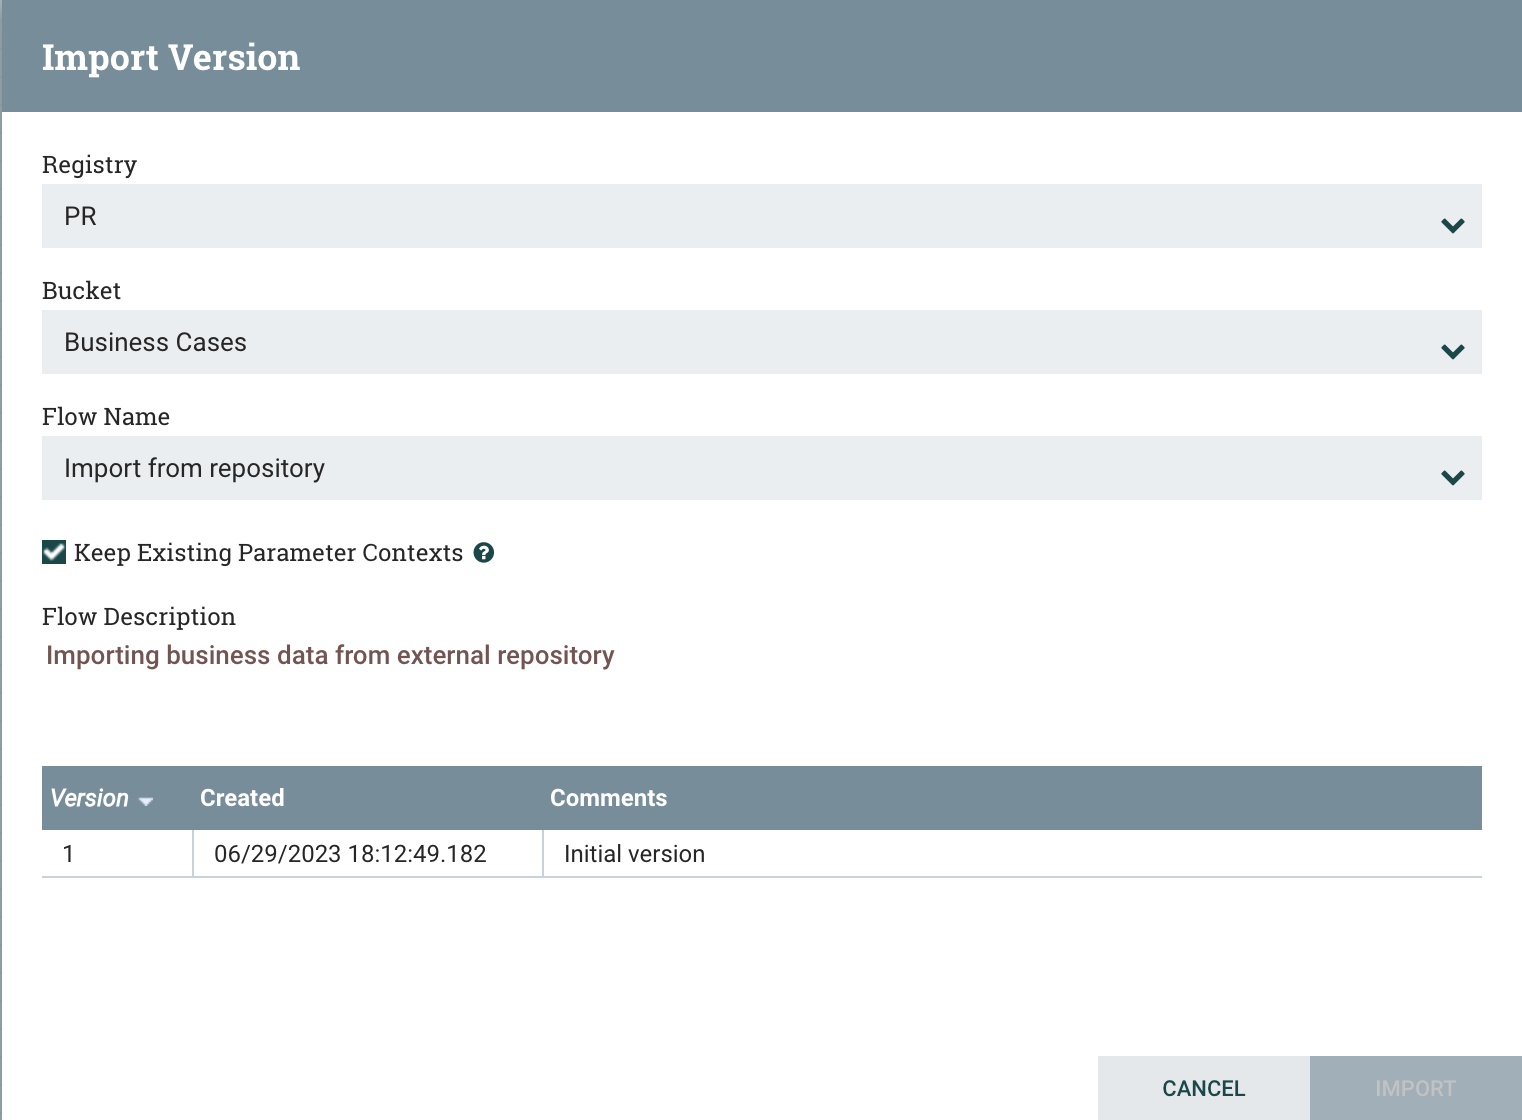 Import Version
Registry
PR
Bucket
Business Cases
Flow Name
Import from repository
Keep Existing Parameter Contexts ?
Flow Description
Importing business data from external repository
Version Created Comments
1 06/29/2023 18:12:49.182 Initial version
CANCEL IMPORT